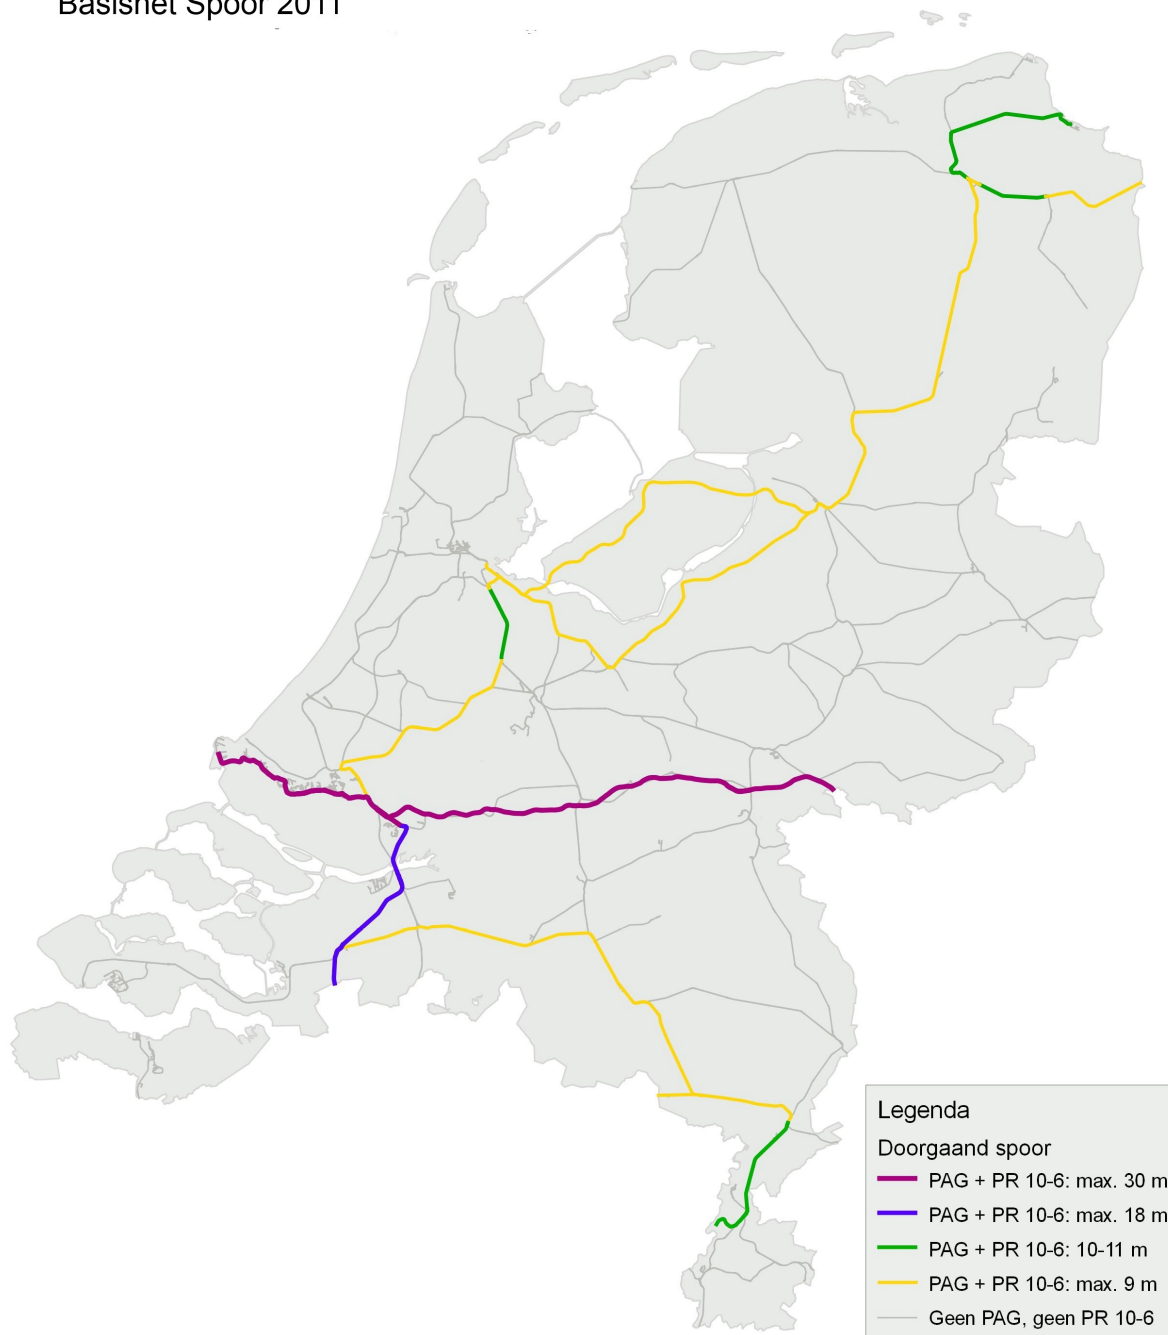 Basisnet Spoor 2011
Legenda
Doorgaand spoor
PAG + PR 10-6: max. 30 m
PAG + PR 10-6: max. 18 m
PAG + PR 10-6: 10-11 m
PAG + PR 10-6: max. 9 m
Geen PAG, geen PR 10-6